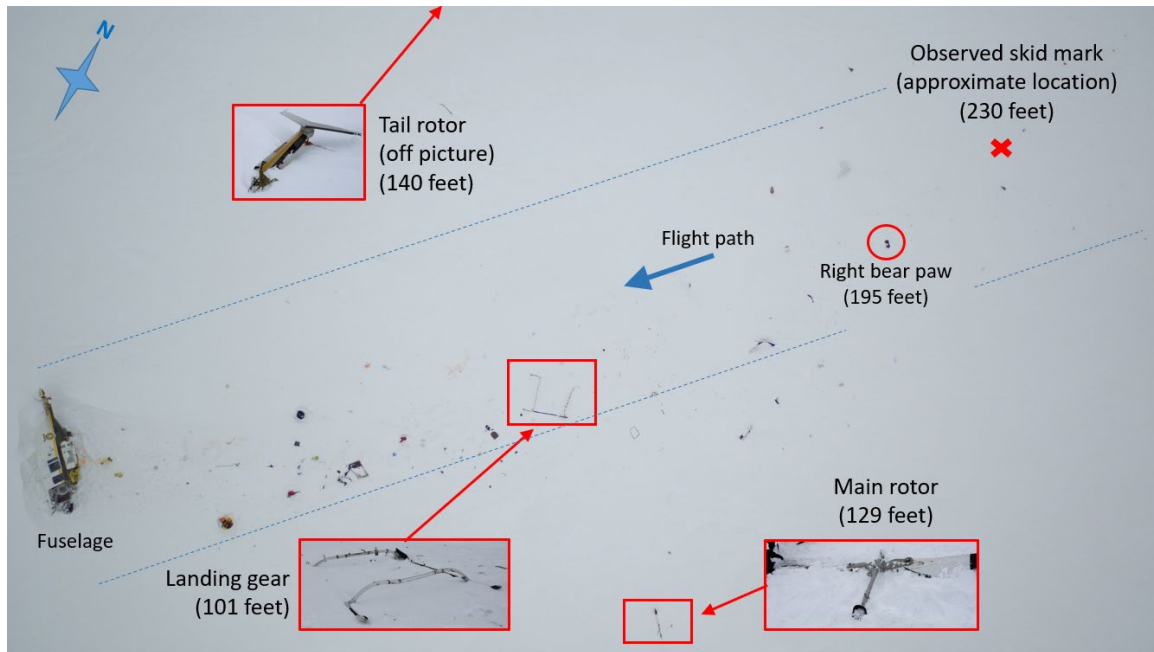 N
Observed skid mark
(approximate location)
(230 feet)
Tail rotor
(off picture)
(140 feet)
Flight path
Right bear paw
(195 feet)
Main rotor
(129 feet)
Fuselage
Landing gear
(101 feet)